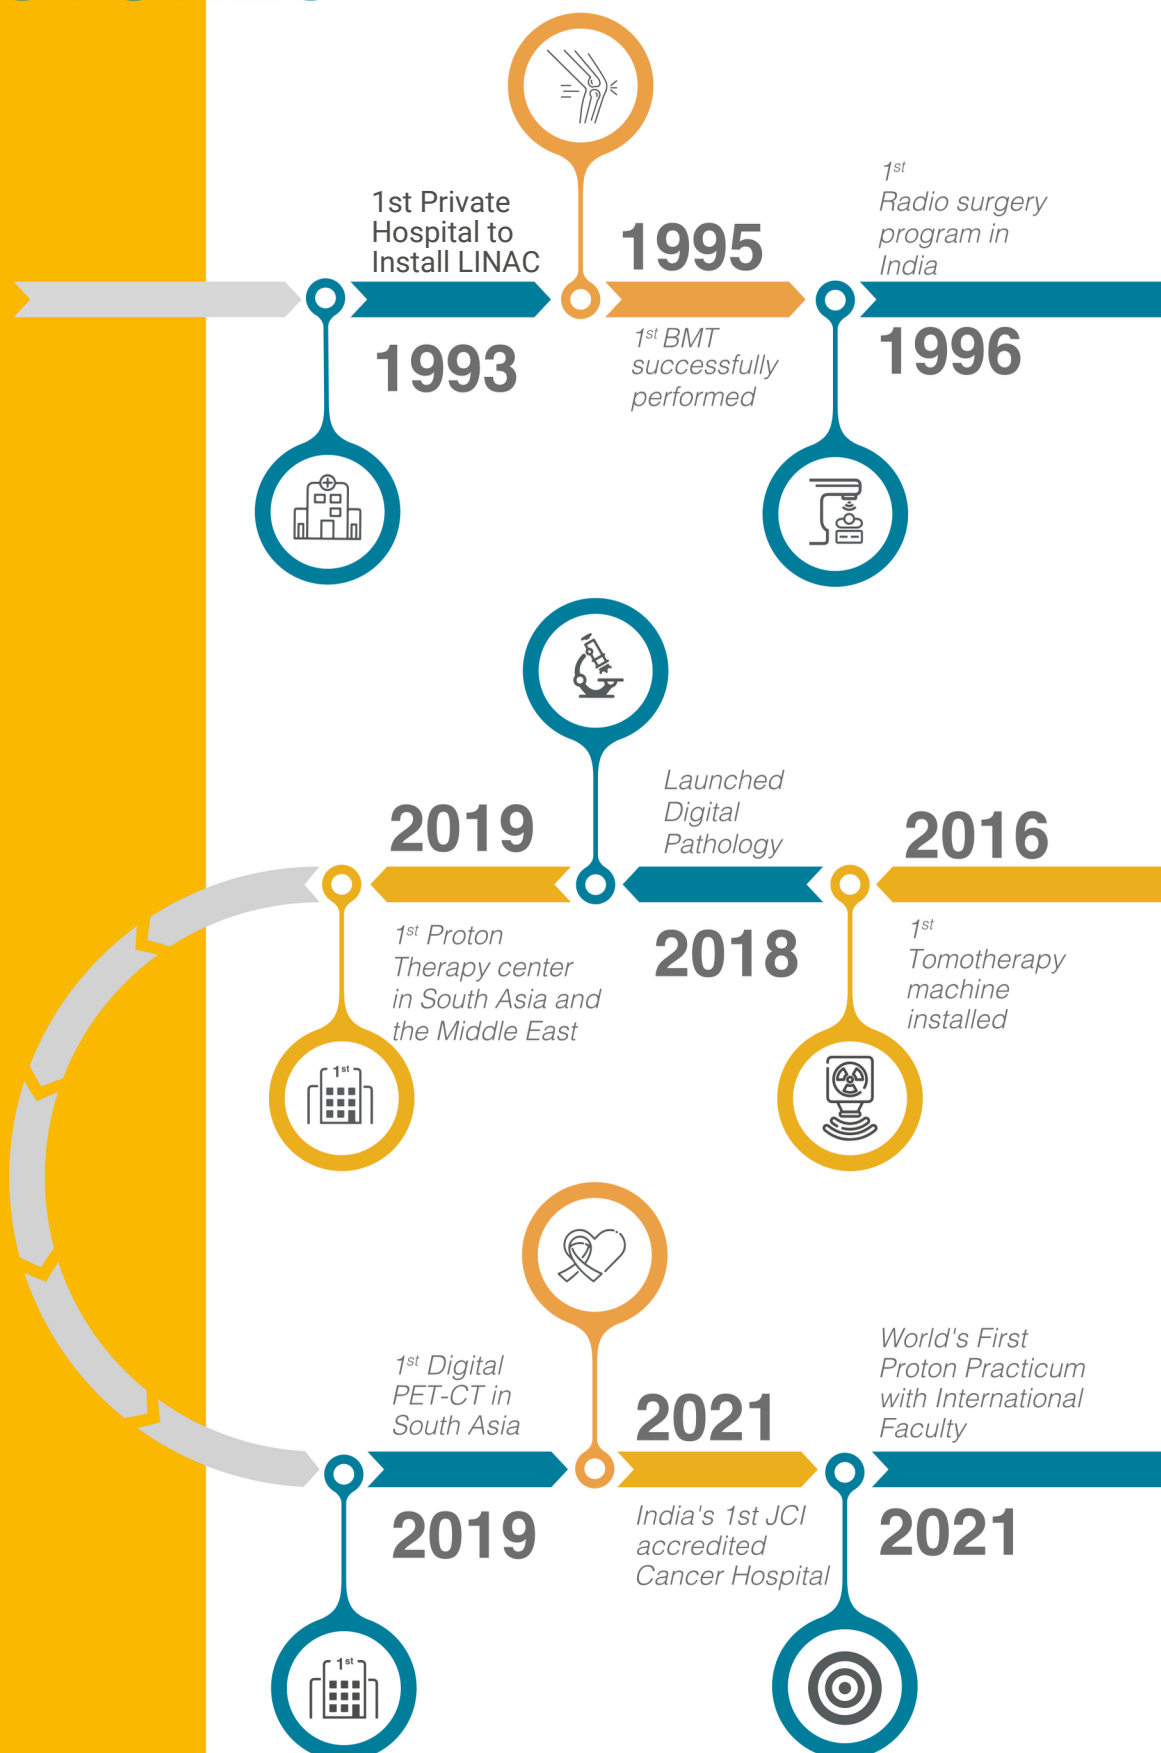 1st Private
Hospital to
Install LINAC
1993
1995
1st BMT
successfully
performed
1st
Radio surgery
program in
India
1996
2016
1st
Tomotherapy
machine
installed
Launched
Digital
Pathology
2018
2019
1st Proton
Therapy center
in South Asia and
the Middle East
1st
1st Digital
PET-CT in
South Asia
2019
1st
2021
India's 1st JCI
accredited
Cancer Hospital
World's First
Proton Practicum
with International
Faculty
2021